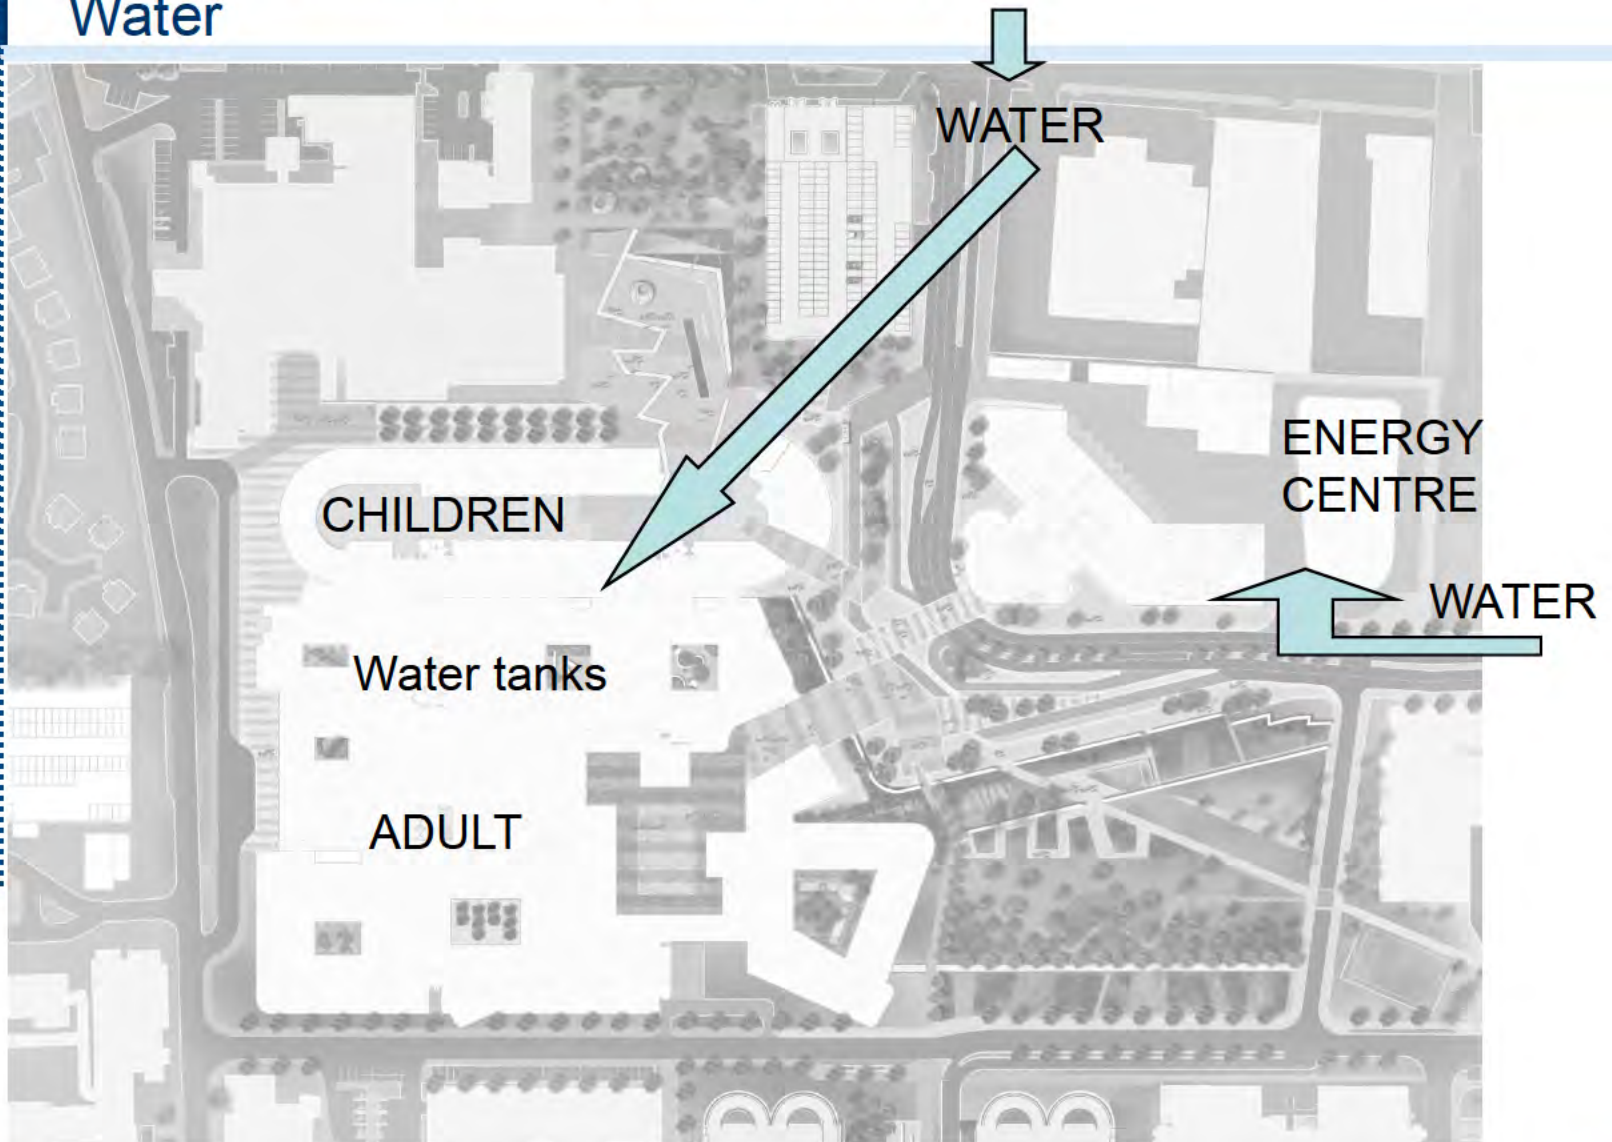 Water
WATER
ENERGY
CENTRE
CHILDREN
WATER
Water tanks
ADULT